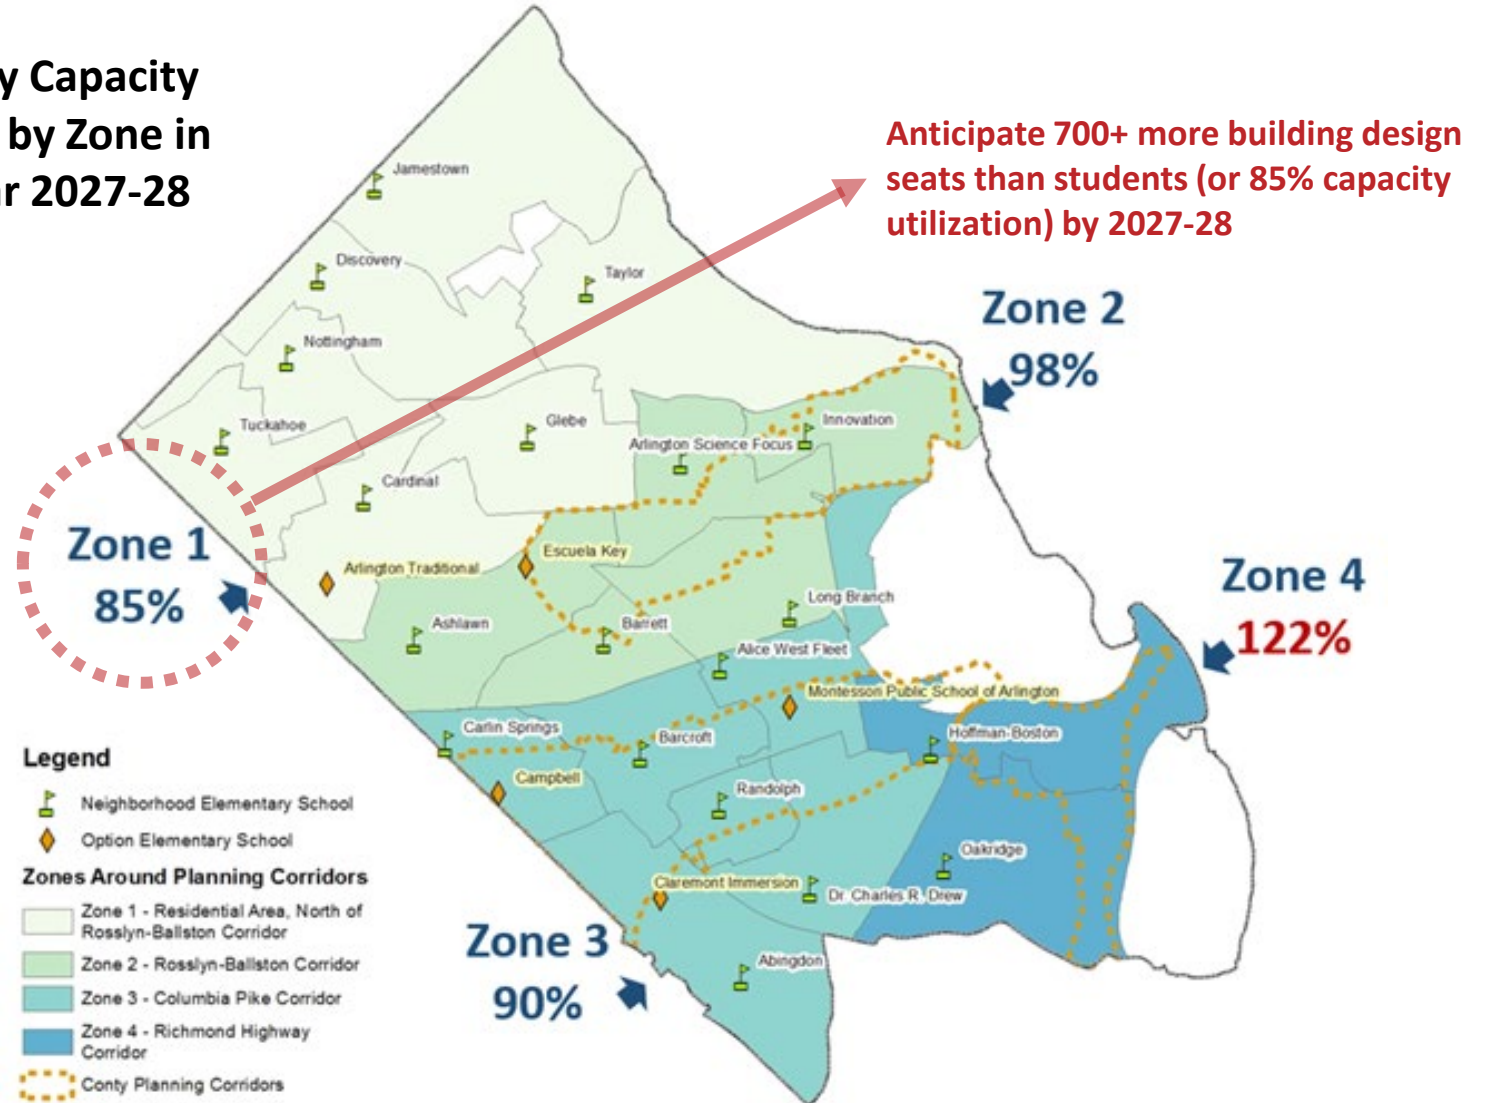 y Capacity
by Zone in
r 2027-28
Anticipate 700+ more building design
seats than students (or 85% capacity
utilization) by 2027-28
Jamestown
Discovery
Taylor
Nottingham
Zone 2
98%
Tuckahoe
Glebe
Innovation
Arlington Science Focus
Cardinal
Zone 1
85%
Arlington Traditional
Escuela Key
Zone 4
122%
Ashlawn
Barrett
Long Branch
Alice West Fleet
Montessori Public School of Arlington
Carlin Springs
Barcroft
Hoffman-Boston
Campbell
Randolph
Oakridge
Claremont Immersion
Dr. Charles R. Drew
Zone 3
90%
Abingdon
Legend
Neighborhood Elementary School
Option Elementary School
Zones Around Planning Corridors
Zone 1 - Residential Area, North of
Rosslyn-Ballston Corridor
Zone 2 - Rosslyn-Ballston Corridor
Zone 3 - Columbia Pike Corridor
Zone 4 - Richmond Highway
Corridor
Conty Planning Corridors